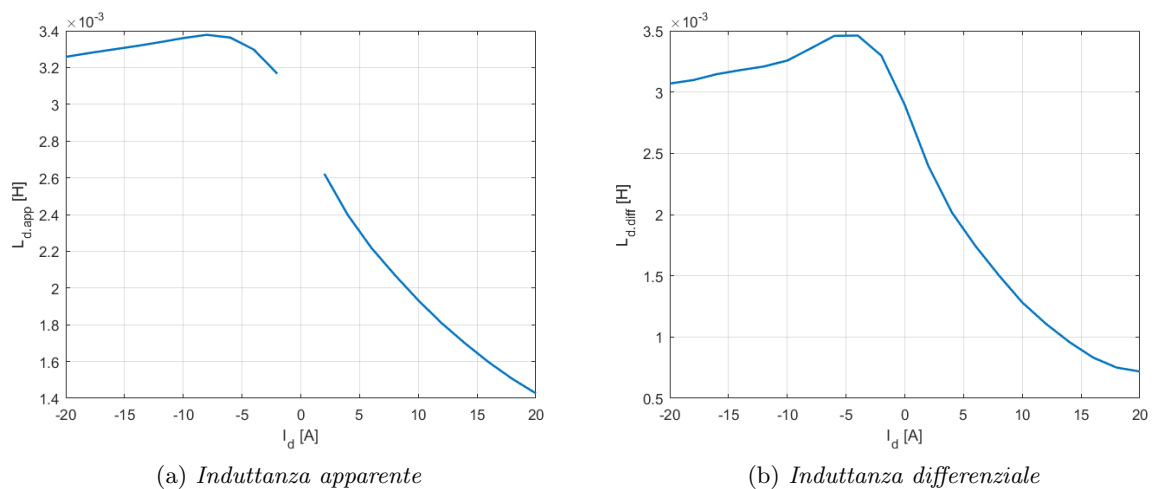 ×10⁻³
3.4
3.2
3
2.8
2.6
2.4
2.2
2
1.8
1.6
1.4
L_d.app [H]
-20 -15 -10 -5 0 5 10 15 20
I_d [A]
(a) Induttanza apparente
×10⁻³
3.5
3
2.5
2
1.5
1
0.5
L_d.diff [H]
-20 -15 -10 -5 0 5 10 15 20
I_d [A]
(b) Induttanza differenziale